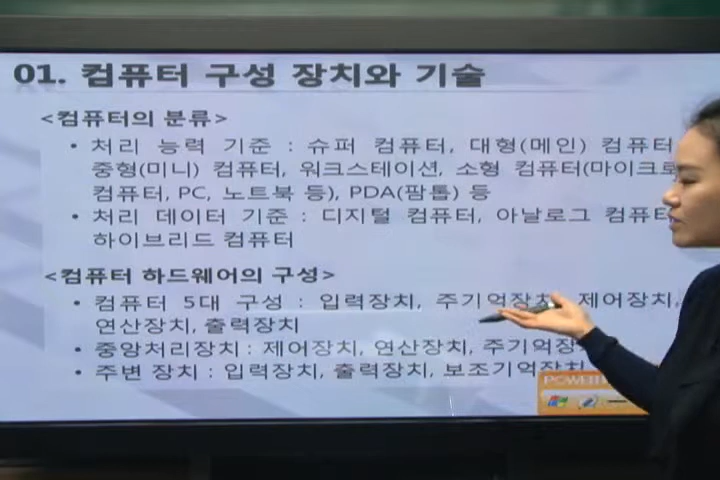 01. 컴퓨터 구성 장치와 기술
<컴퓨터의 분류>
• 처리 능력 기준 : 슈퍼 컴퓨터, 대형(메인) 컴퓨터
중형(미니) 컴퓨터, 워크스테이션, 소형 컴퓨터(마이크로
컴퓨터, PC, 노트북 등), PDA(팜톱) 등
• 처리 데이터 기준 : 디지털 컴퓨터, 아날로그 컴퓨터
하이브리드 컴퓨터
<컴퓨터 하드웨어의 구성>
• 컴퓨터 5대 구성 : 입력장치, 주기억장치, 제어장치,
연산장치, 출력장치
• 중앙처리장치 : 제어장치, 연산장치, 주기억장
• 주변 장치 : 입력장치, 출력장치, 보조기억장치